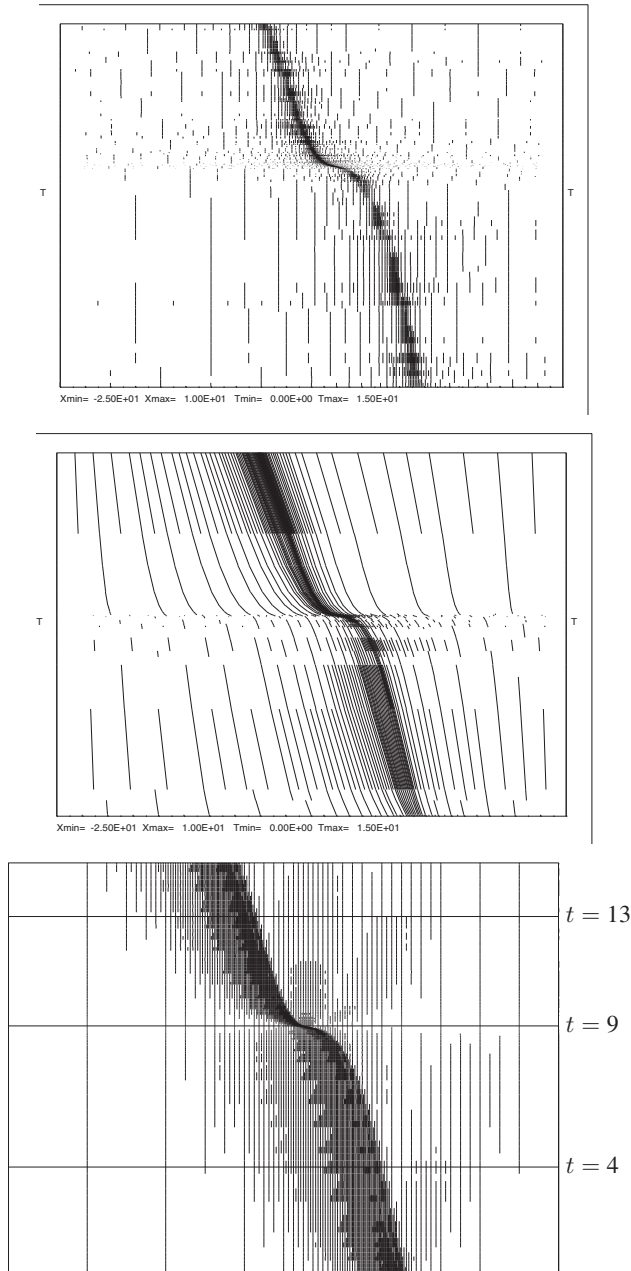 T T
Xmin= -2.50E+01 Xmax= 1.00E+01 Tmin= 0.00E+00 Tmax= 1.50E+01
T T
Xmin= -2.50E+01 Xmax= 1.00E+01 Tmin= 0.00E+00 Tmax= 1.50E+01
t = 13
t = 9
t = 4